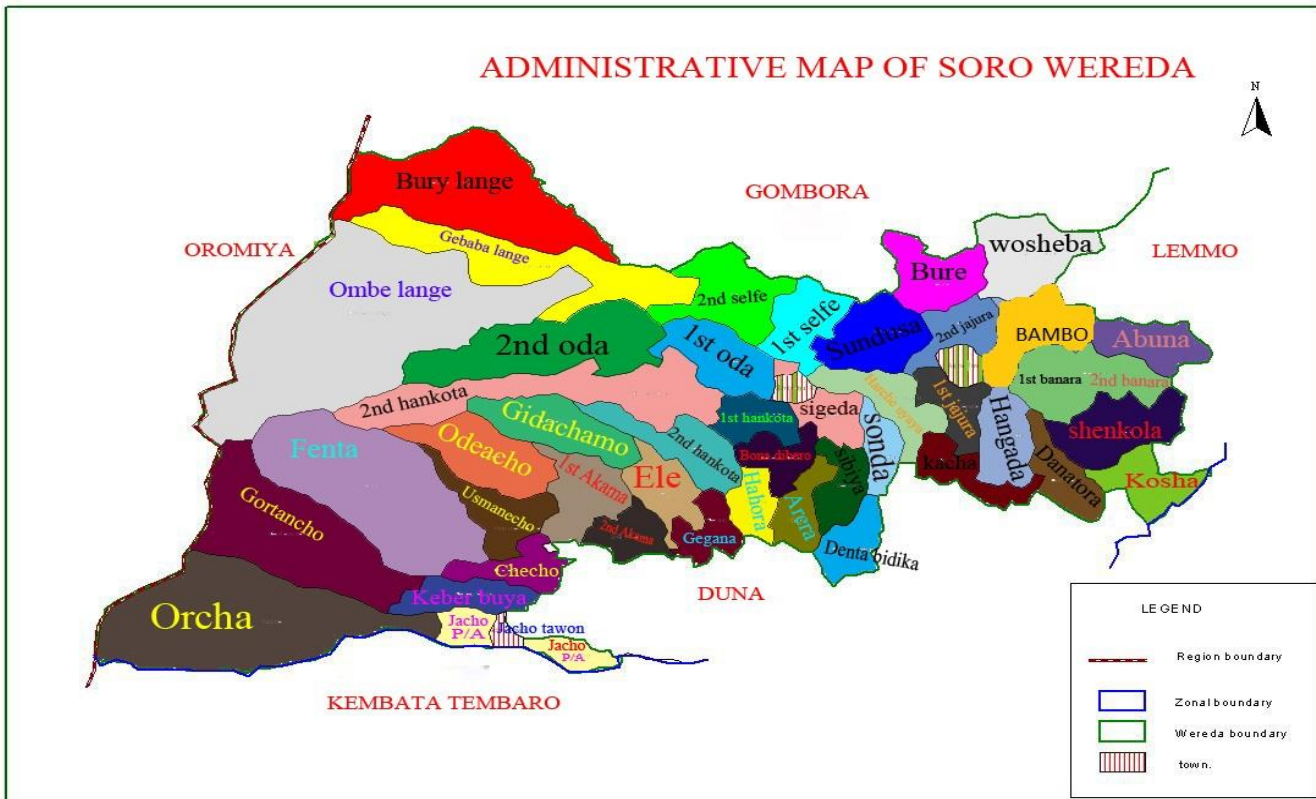 ADMINISTRATIVE MAP OF SORO WEREDA
N
Bury lange
GOMBORA
OROMIYA
Gebaba lange
wosheba
LEMMO
Bure
Ombe lange
2nd selfe
1st selfe
Sundusa
2nd jajura
BAMBO
Abuna
2nd oda
1st oda
1st banara
2nd banara
2nd hankota
Gidachamo
1st hankota
sigeda
sonda
1st jajura
Hangada
shenkola
Fenta
Odeacho
2nd hankota
Bona dibero
sibiya
kacha
Danatora
Kosha
1st Akama
Ele
Hahora
Arera
Gortancho
Usmanecho
2nd Akama
Gegana
Denta bidika
Checho
DUNA
Keber buya
Orcha
Jacho
P/A
Jacho tawon
Jacho
P/A
KEMBATA TEMBARO
LEGEND
Region boundary
Zonal boundary
Wereda boundary
town.